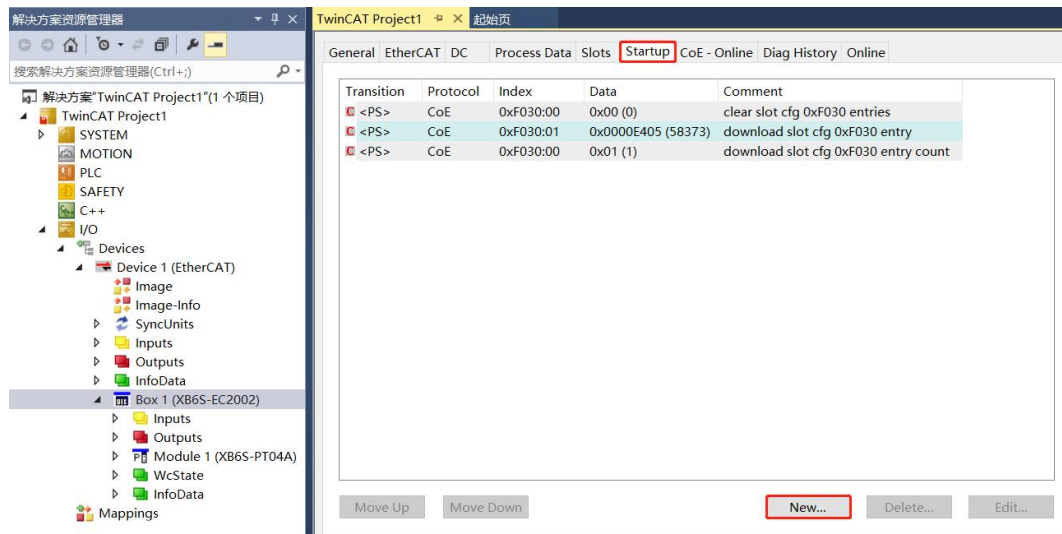 解决方案资源管理器
搜索解决方案资源管理器(Ctrl+;)
解决方案"TwinCAT Project1"(1 个项目)
TwinCAT Project1
SYSTEM
MOTION
PLC
SAFETY
C++
I/O
Devices
Device 1 (EtherCAT)
Image
Image-Info
SyncUnits
Inputs
Outputs
InfoData
Box 1 (XB6S-EC2002)
Inputs
Outputs
Module 1 (XB6S-PT04A)
WcState
InfoData
Mappings
TwinCAT Project1 起始页
General EtherCAT DC Process Data Slots Startup CoE - Online Diag History Online
Transition Protocol Index Data Comment
C <PS> CoE 0xF030:00 0x00 (0) clear slot cfg 0xF030 entries
C <PS> CoE 0xF030:01 0x0000E405 (58373) download slot cfg 0xF030 entry
C <PS> CoE 0xF030:00 0x01 (1) download slot cfg 0xF030 entry count
Move Up Move Down New... Delete... Edit...